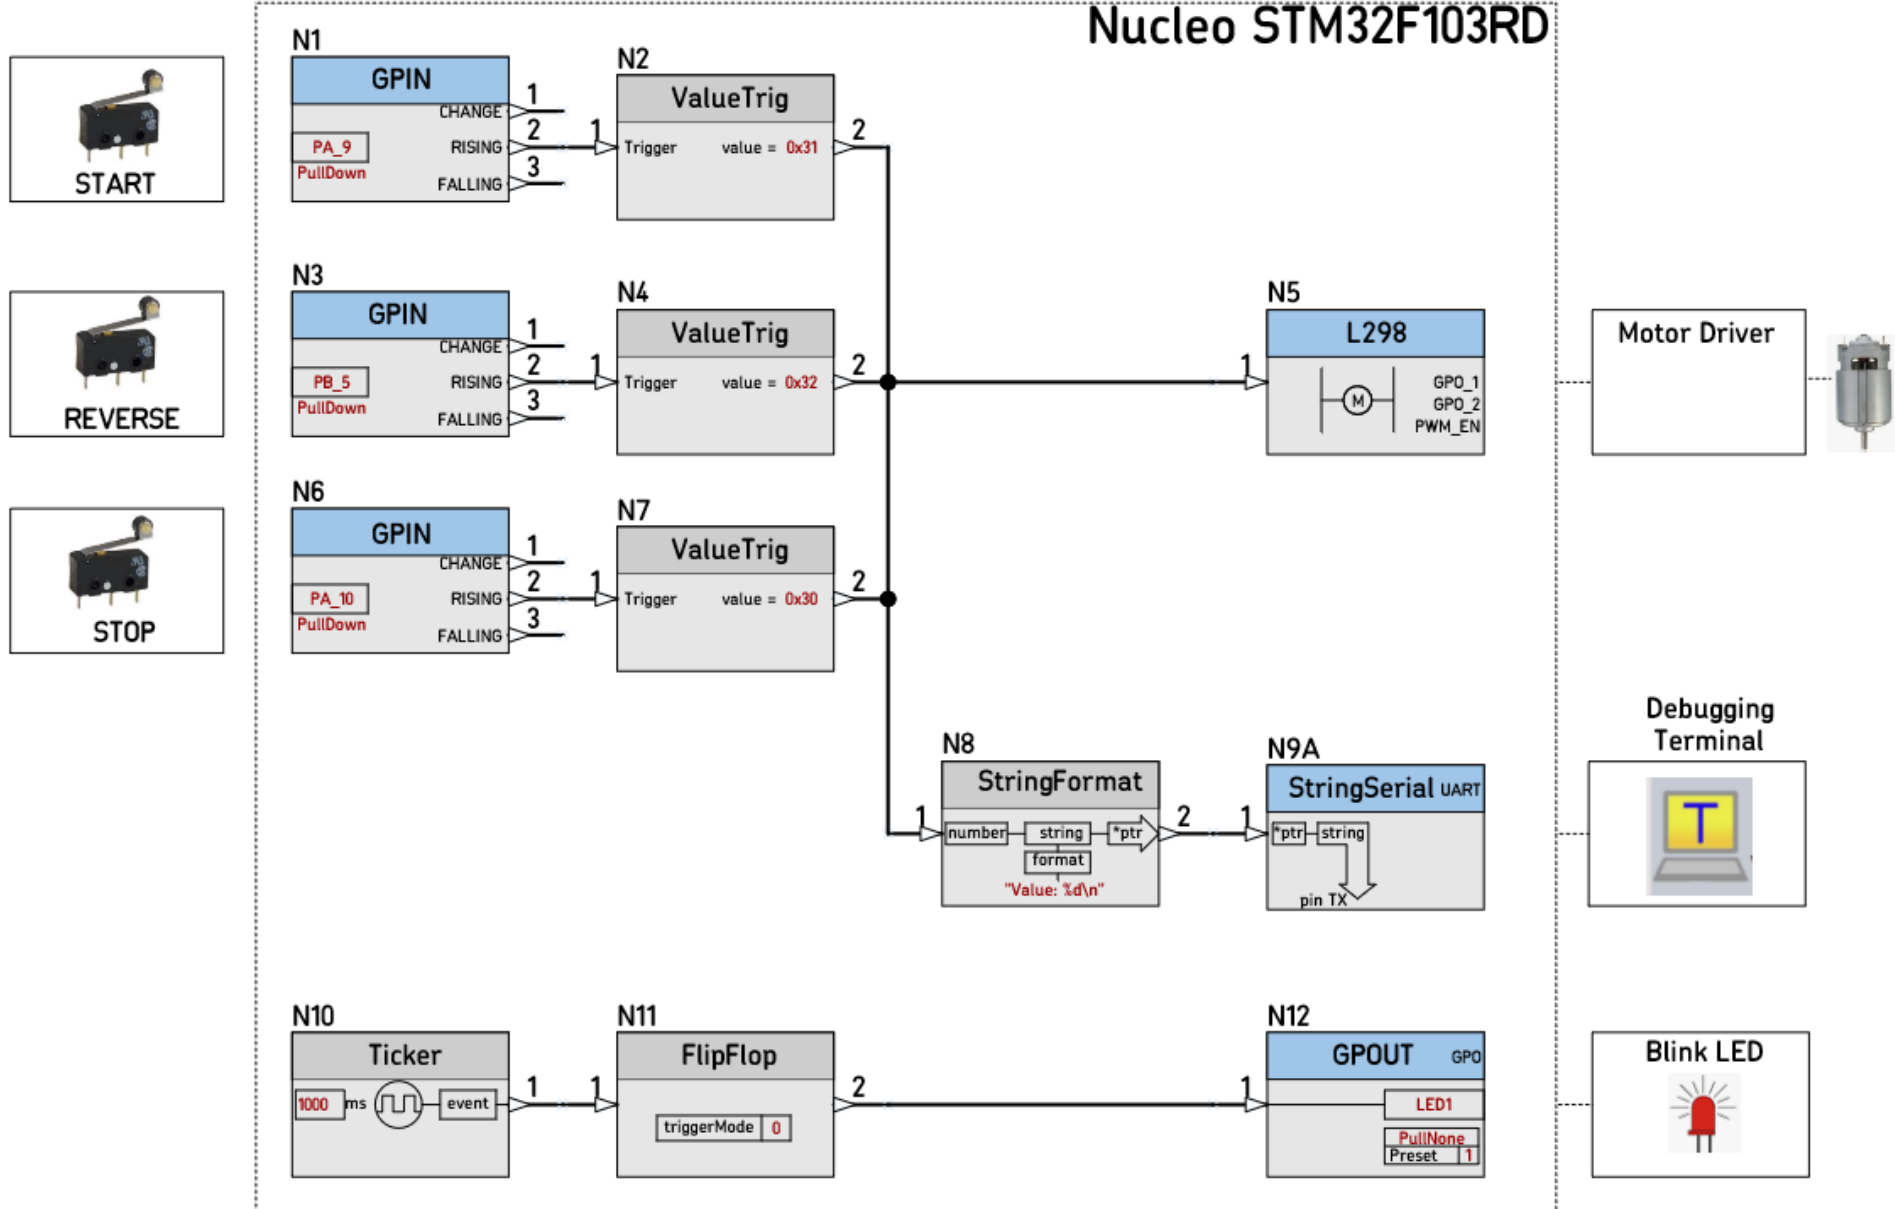 Nucleo STM32F103RD
START
N1
GPIN
CHANGE 1
PA_9
PullDown
RISING 2
FALLING 3
N2
ValueTrig
1 Trigger value = 0x31 2
REVERSE
N3
GPIN
CHANGE 1
PB_5
PullDown
RISING 2
FALLING 3
N4
ValueTrig
1 Trigger value = 0x32 2
N5
L298
1
M
GPO_1
GPO_2
PWM_EN
Motor Driver
STOP
N6
GPIN
CHANGE 1
PA_10
PullDown
RISING 2
FALLING 3
N7
ValueTrig
1 Trigger value = 0x30 2
N8
StringFormat
1 number string *ptr 2
format
"Value: %d\n"
N9A
StringSerial UART
1 *ptr string
pin TX
Debugging
Terminal
T
N10
Ticker
1000 ms event 1
N11
FlipFlop
1 2
triggerMode 0
N12
GPOUT GPO
1 LED1
PullNone
Preset 1
Blink LED